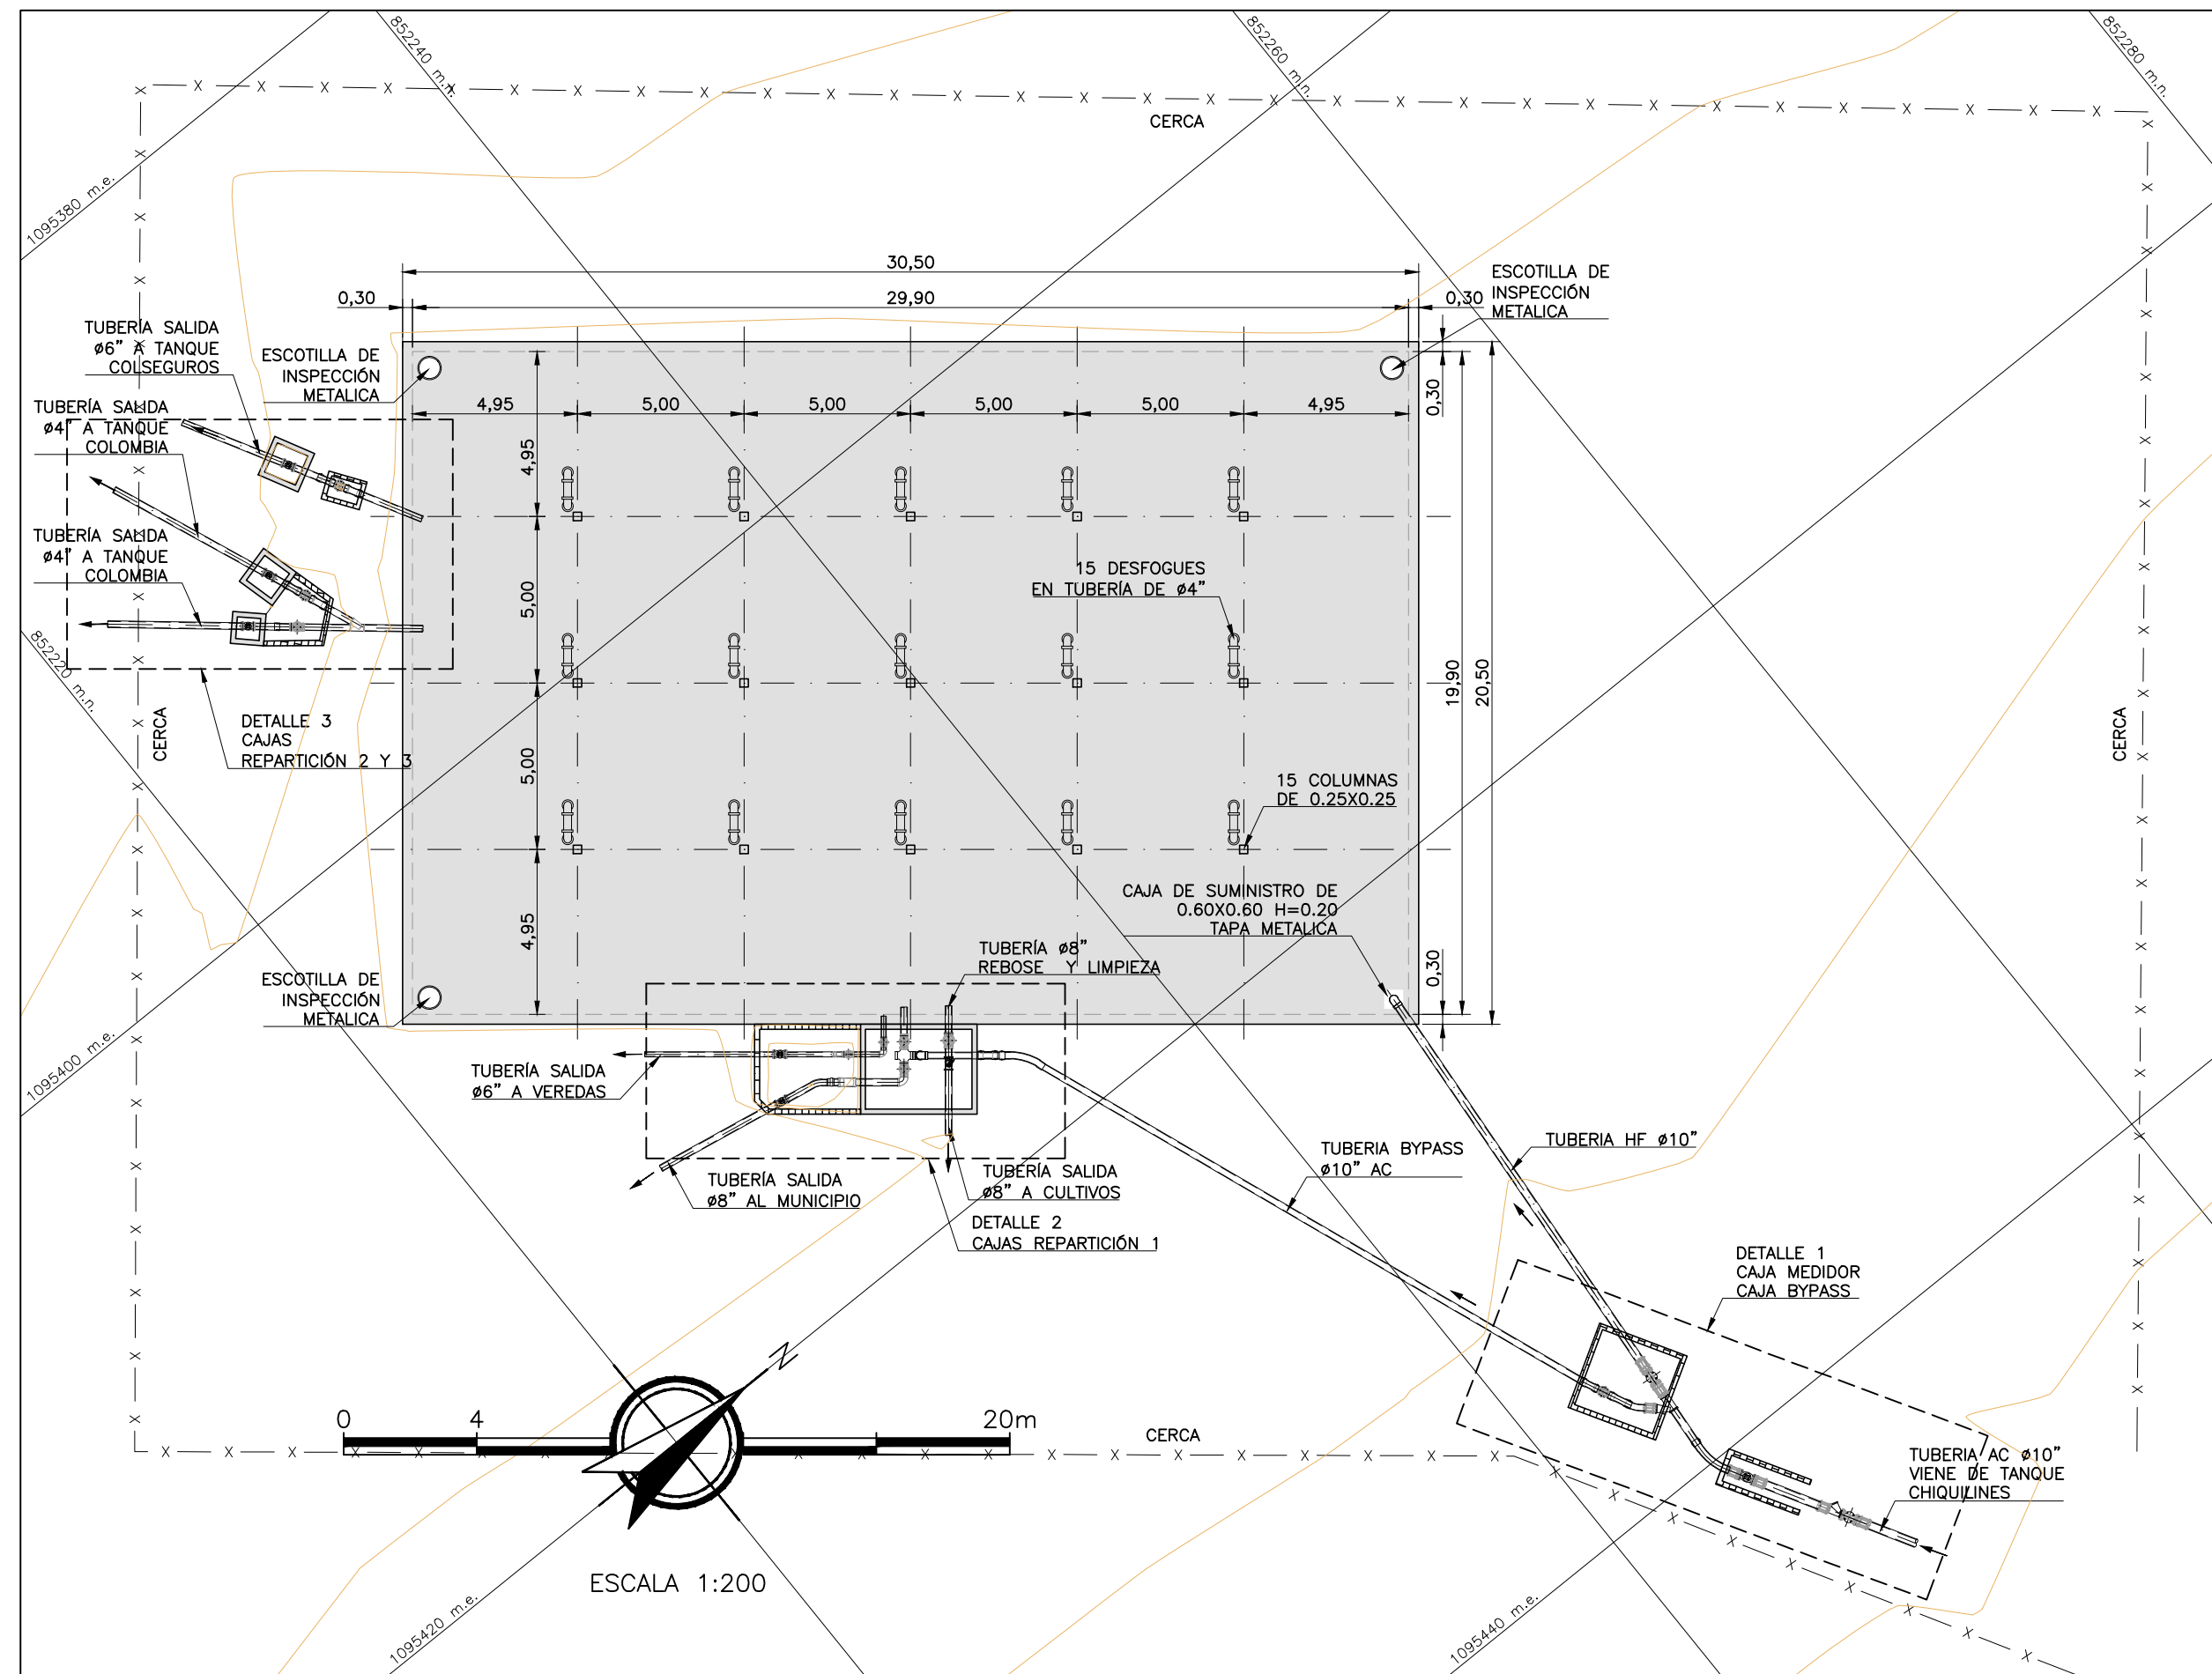 852240 m.n.
852260 m.n.
852280 m.n.
CERCA
1095380 m.e.
30,50
0,30
29,90
0,30
ESCOTILLA DE
INSPECCIÓN
METALICA
TUBERÍA SALIDA
ø6" A TANQUE
COLSEGUROS
ESCOTILLA DE
INSPECCIÓN
METALICA
0,30
4,95
5,00
5,00
5,00
5,00
4,95
TUBERÍA SALIDA
ø4" A TANQUE
COLOMBIA
4,95
TUBERÍA SALIDA
ø4" A TANQUE
COLOMBIA
15 DESFOGUES
EN TUBERÍA DE ø4"
5,00
852220 m.n.
19,90
20,50
CERCA
DETALLE 3
CAJAS
REPARTICIÓN 2 Y 3
CERCA
5,00
15 COLUMNAS
DE 0.25X0.25
CAJA DE SUMINISTRO DE
0.60X0.60 H=0.20
TAPA METALICA
4,95
TUBERÍA ø8"
REBOSE Y LIMPIEZA
0,30
ESCOTILLA DE
INSPECCIÓN
METALICA
1095400 m.e.
TUBERÍA SALIDA
ø6" A VEREDAS
TUBERIA BYPASS
ø10" AC
TUBERIA HF ø10"
TUBERÍA SALIDA
ø8" AL MUNICIPIO
TUBERÍA SALIDA
ø8" A CULTIVOS
DETALLE 2
CAJAS REPARTICIÓN 1
DETALLE 1
CAJA MEDIDOR
CAJA BYPASS
N
0
4
20m
CERCA
TUBERIA AC ø10"
VIENE DE TANQUE
CHIQUILINES
ESCALA 1:200
1095420 m.e.
1095440 m.e.